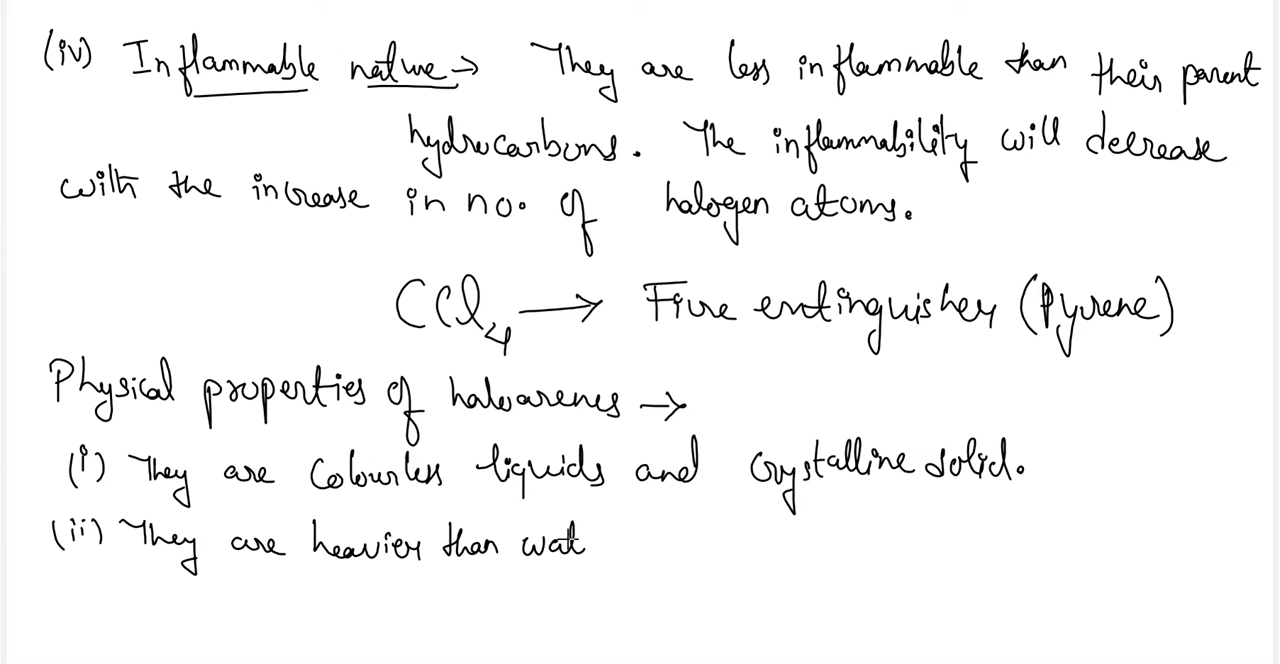 (iv) Inflammable nature → They are less inflammable than their parent
hydrocarbons. The inflammability will decrease
with the increase in no. of halogen atoms.
CCl₄ → Fire extinguisher (Pyrene)
Physical properties of haloarenes →
(i) They are Colourless liquids and Crystalline solid.
(ii) They are heavier than wat